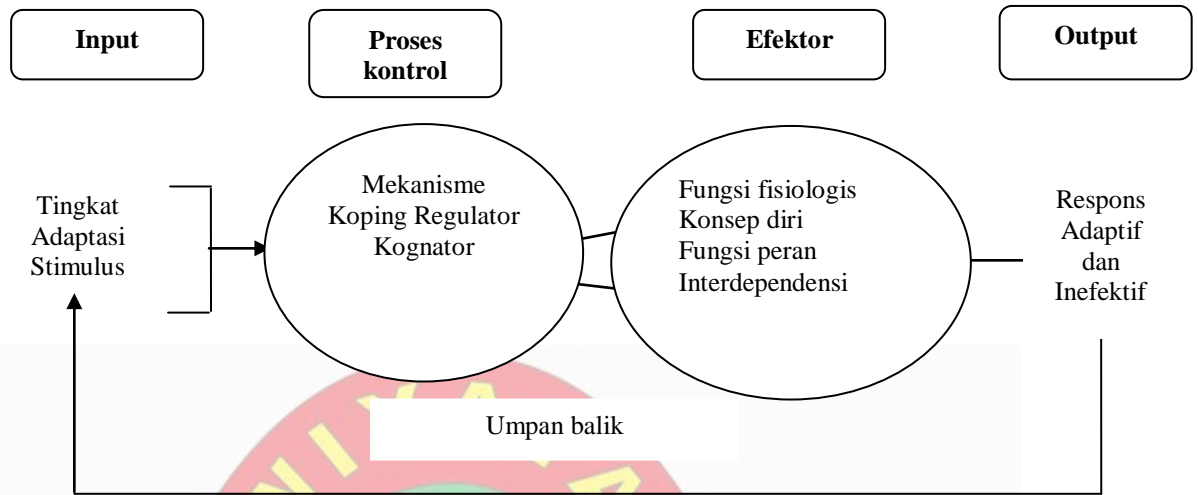 Input
Proses
kontrol
Efektor
Output
Tingkat
Adaptasi
Stimulus
Mekanisme
Koping Regulator
Kognator
Fungsi fisiologis
Konsep diri
Fungsi peran
Interdependensi
Respons
Adaptif
dan
Inefektif
Umpan balik